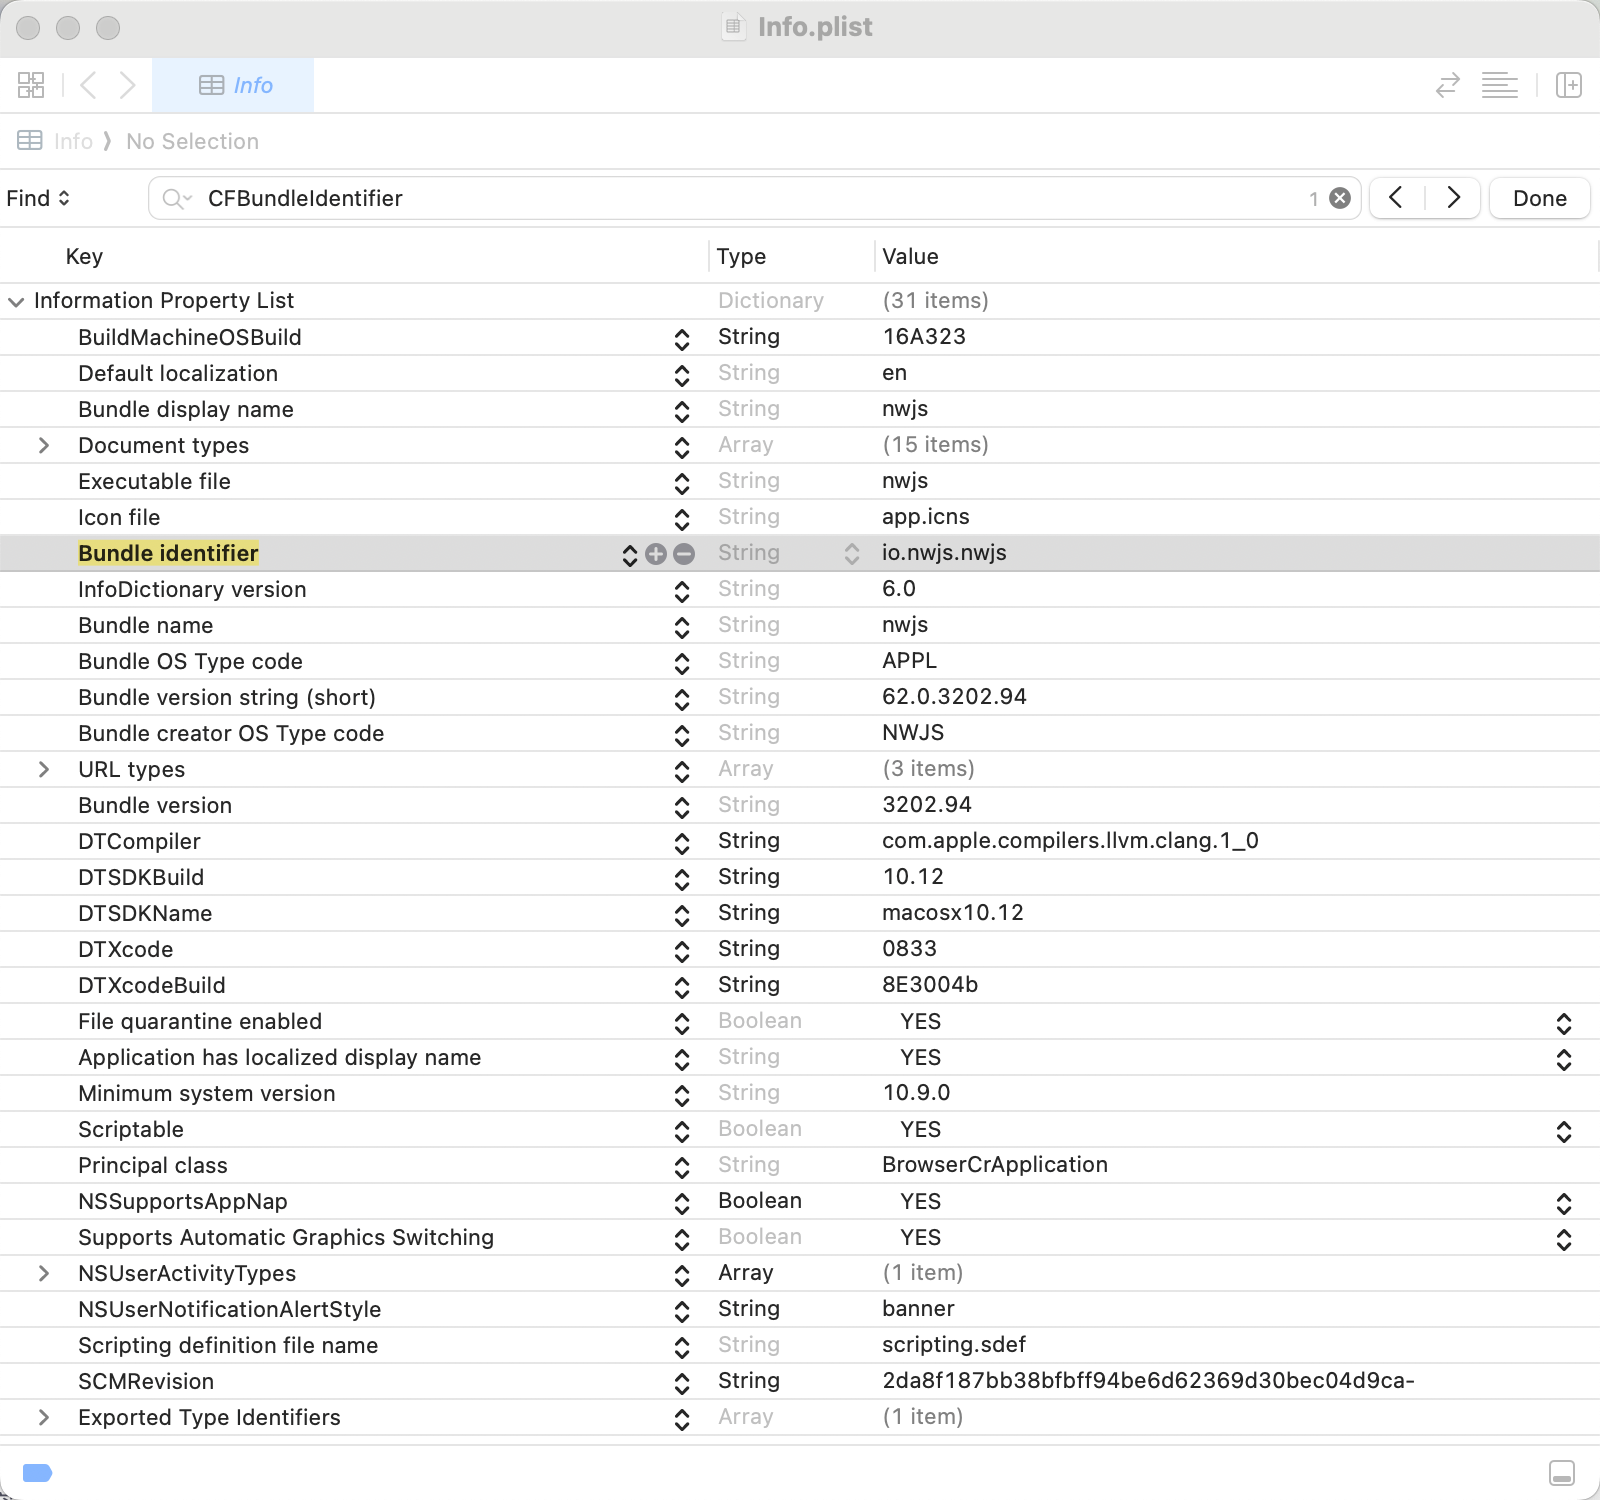 Info.plist
Info
Info ⟩ No Selection
Find CFBundleIdentifier 1 Done
Key Type Value
Information Property List Dictionary (31 items)
BuildMachineOSBuild String 16A323
Default localization String en
Bundle display name String nwjs
Document types Array (15 items)
Executable file String nwjs
Icon file String app.icns
Bundle identifier String io.nwjs.nwjs
InfoDictionary version String 6.0
Bundle name String nwjs
Bundle OS Type code String APPL
Bundle version string (short) String 62.0.3202.94
Bundle creator OS Type code String NWJS
URL types Array (3 items)
Bundle version String 3202.94
DTCompiler String com.apple.compilers.llvm.clang.1_0
DTSDKBuild String 10.12
DTSDKName String macosx10.12
DTXcode String 0833
DTXcodeBuild String 8E3004b
File quarantine enabled Boolean YES
Application has localized display name String YES
Minimum system version String 10.9.0
Scriptable Boolean YES
Principal class String BrowserCrApplication
NSSupportsAppNap Boolean YES
Supports Automatic Graphics Switching Boolean YES
NSUserActivityTypes Array (1 item)
NSUserNotificationAlertStyle String banner
Scripting definition file name String scripting.sdef
SCMRevision String 2da8f187bb38bfbff94be6d62369d30bec04d9ca-
Exported Type Identifiers Array (1 item)